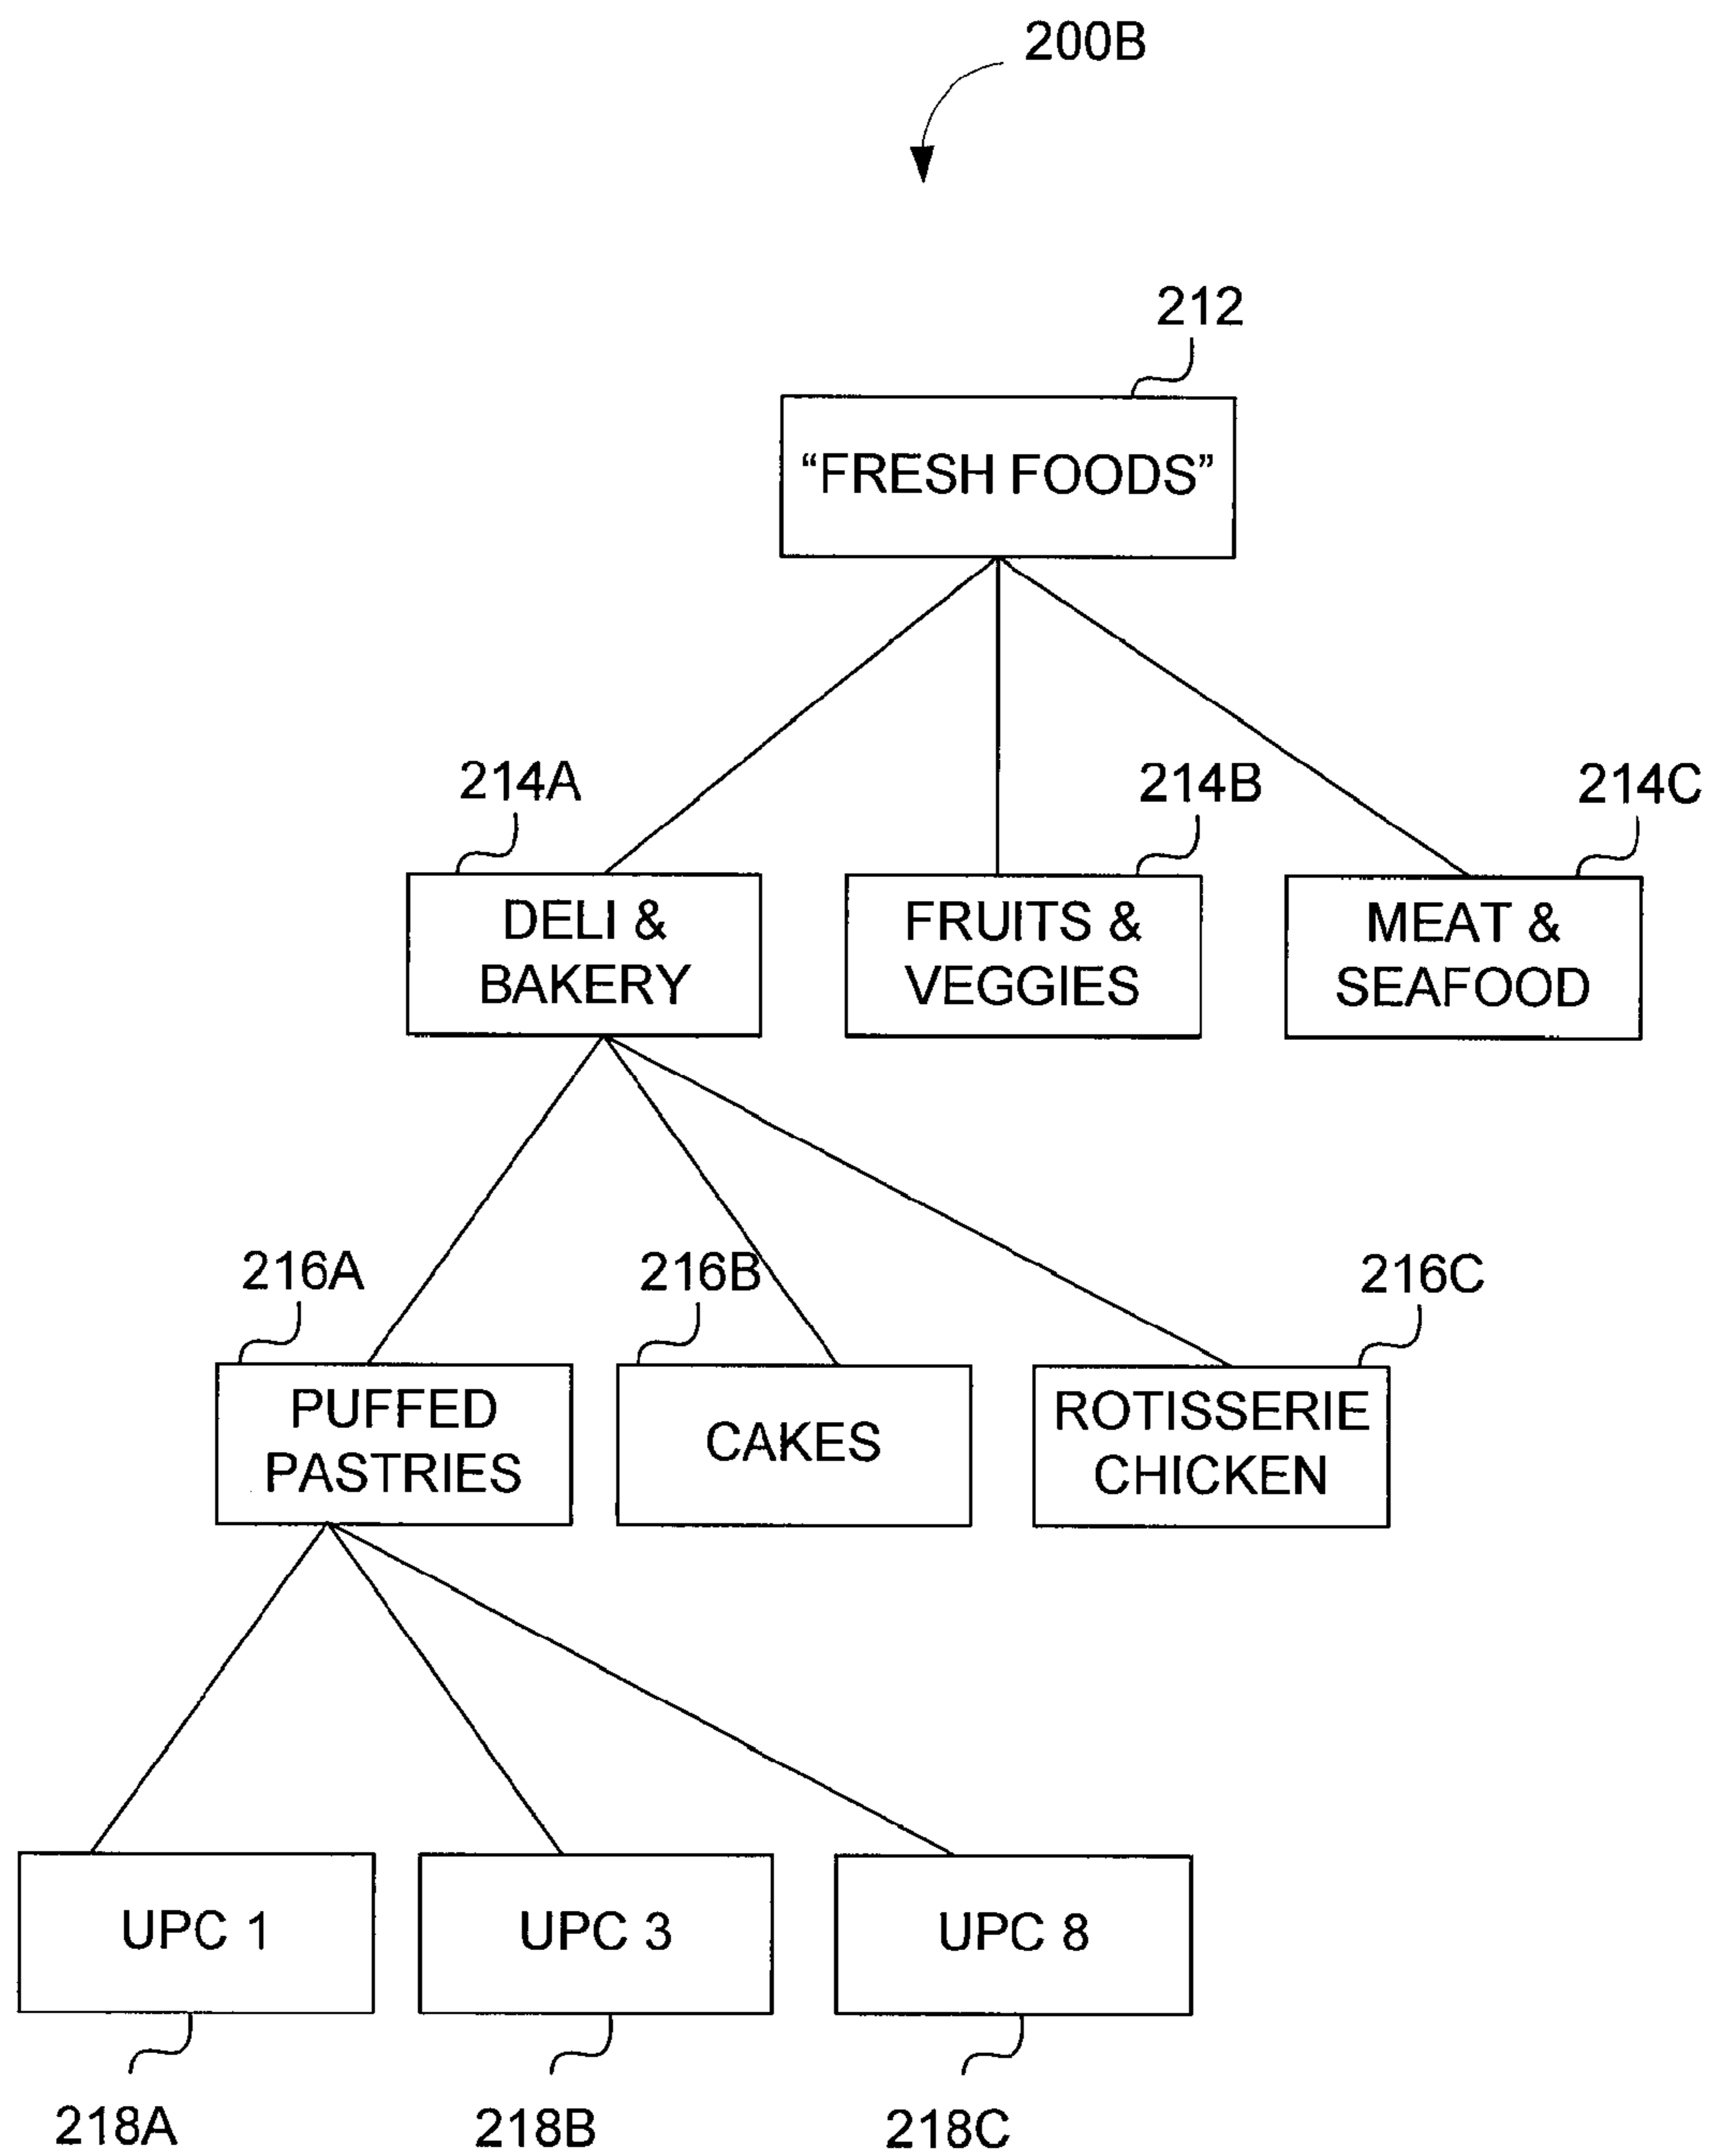 200B
212
“FRESH FOODS”
214A
214B
214C
DELI &
BAKERY
FRUITS &
VEGGIES
MEAT &
SEAFOOD
216A
216B
216C
PUFFED
PASTRIES
CAKES
ROTISSERIE
CHICKEN
UPC 1
UPC 3
UPC 8
218A
218B
218C